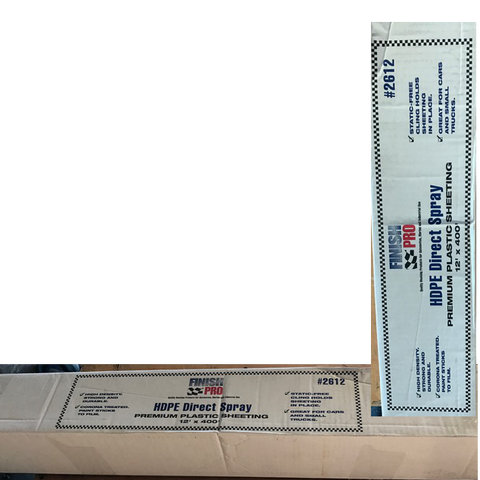 FINISH
PRO
#2612
✓ HIGH DENSITY.
STRONG AND
DURABLE.
✓ CORONA TREATED.
PAINT STICKS
TO FILM.
HDPE Direct Spray
PREMIUM PLASTIC SHEETING
12' x 400'
✓ STATIC-FREE
CLING HOLDS
SHEETING
IN PLACE.
✓ GREAT FOR CARS
AND SMALL
TRUCKS.
FINISH
PRO
#2612
✓ HIGH DENSITY.
STRONG AND
DURABLE.
✓ CORONA TREATED.
PAINT STICKS
TO FILM.
HDPE Direct Spray
PREMIUM PLASTIC SHEETING
12' x 400'
✓ STATIC-FREE
CLING HOLDS
SHEETING
IN PLACE.
✓ GREAT FOR CARS
AND SMALL
TRUCKS.